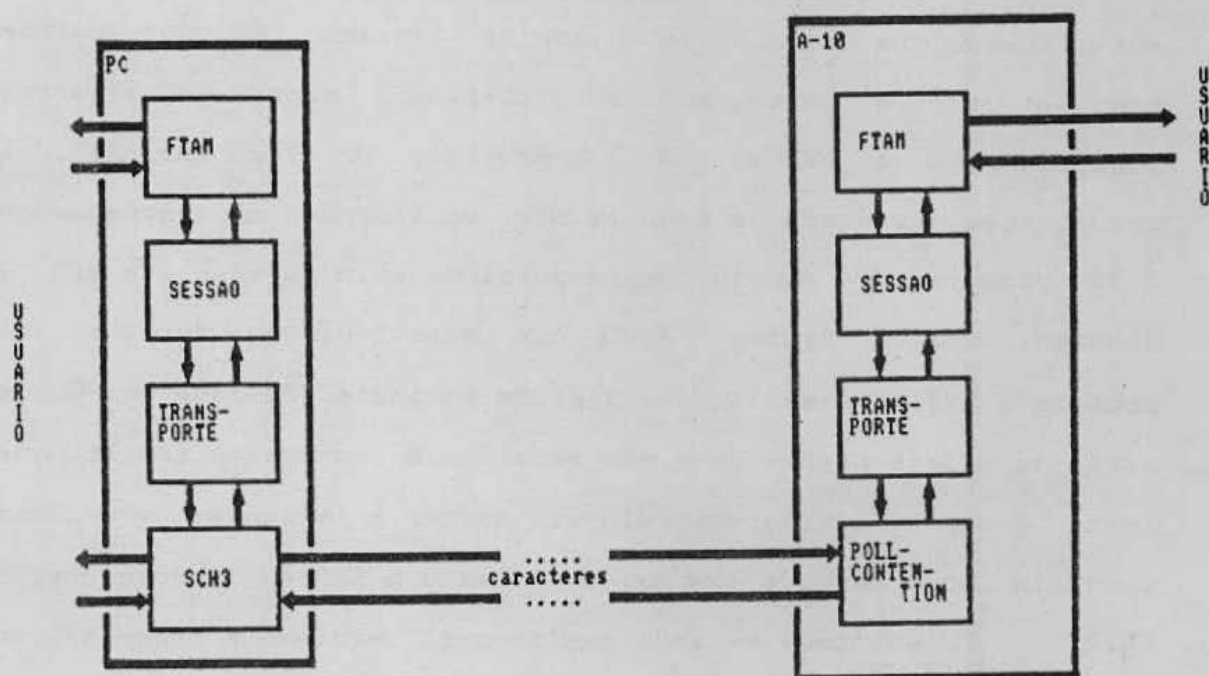 PC
FTAM
SESSAO
TRANS-
PORTE
SCH3
USUARIO
.....
caracteres
.....
A-10
FTAM
SESSAO
TRANS-
PORTE
POLL-
CONTEN-
TION
USUARIO